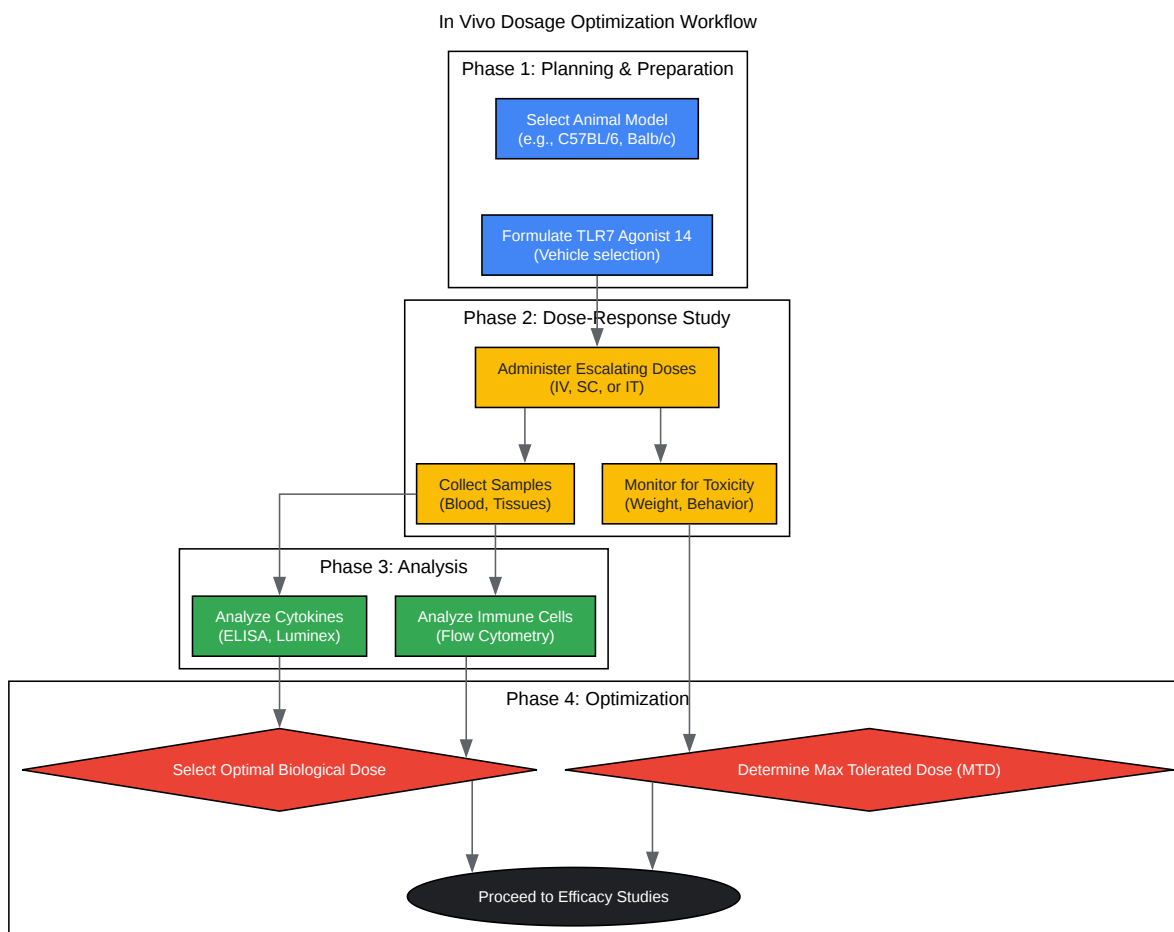 In Vivo Dosage Optimization Workflow
Phase 1: Planning & Preparation
Select Animal Model
(e.g., C57BL/6, Balb/c)
Formulate TLR7 Agonist 14
(Vehicle selection)
Phase 2: Dose-Response Study
Administer Escalating Doses
(IV, SC, or IT)
Collect Samples
(Blood, Tissues)
Monitor for Toxicity
(Weight, Behavior)
Phase 3: Analysis
Analyze Cytokines
(ELISA, Luminex)
Analyze Immune Cells
(Flow Cytometry)
Phase 4: Optimization
Select Optimal Biological Dose
Determine Max Tolerated Dose (MTD)
Proceed to Efficacy Studies